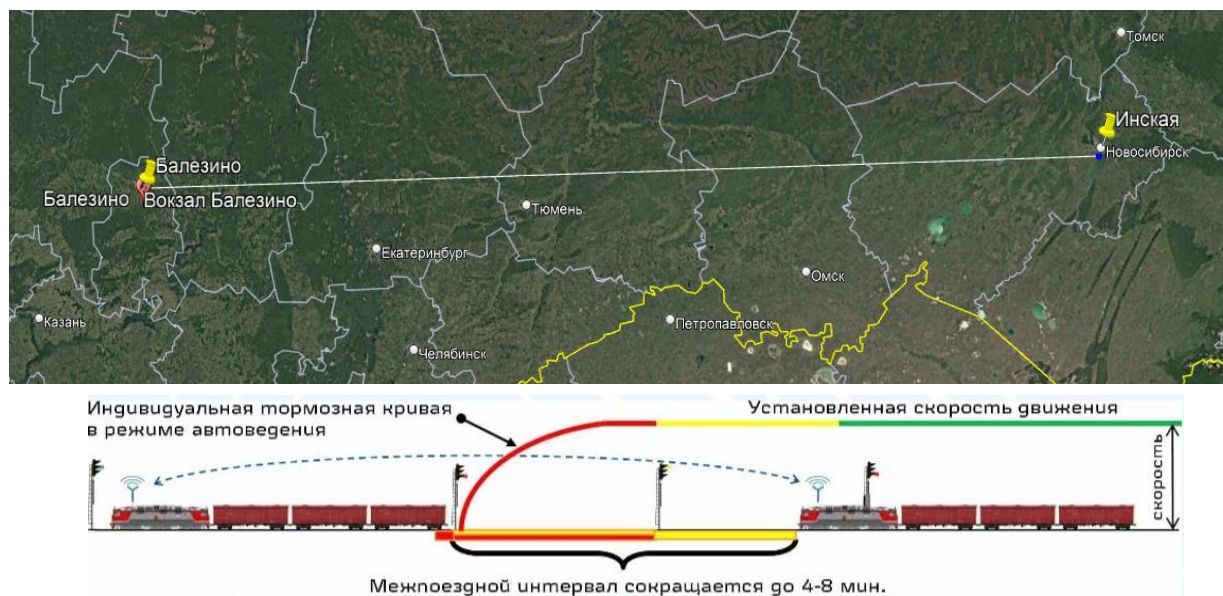 Томск
Инская
Новосибирск
Балезино
Балезино
Вокзал Балезино
Тюмень
Екатеринбург
Омск
Казань
Петропавловск
Челябинск
Индивидуальная тормозная кривая
в режиме автоведения
Установленная скорость движения
скорость
Межпоездной интервал сокращается до 4-8 мин.